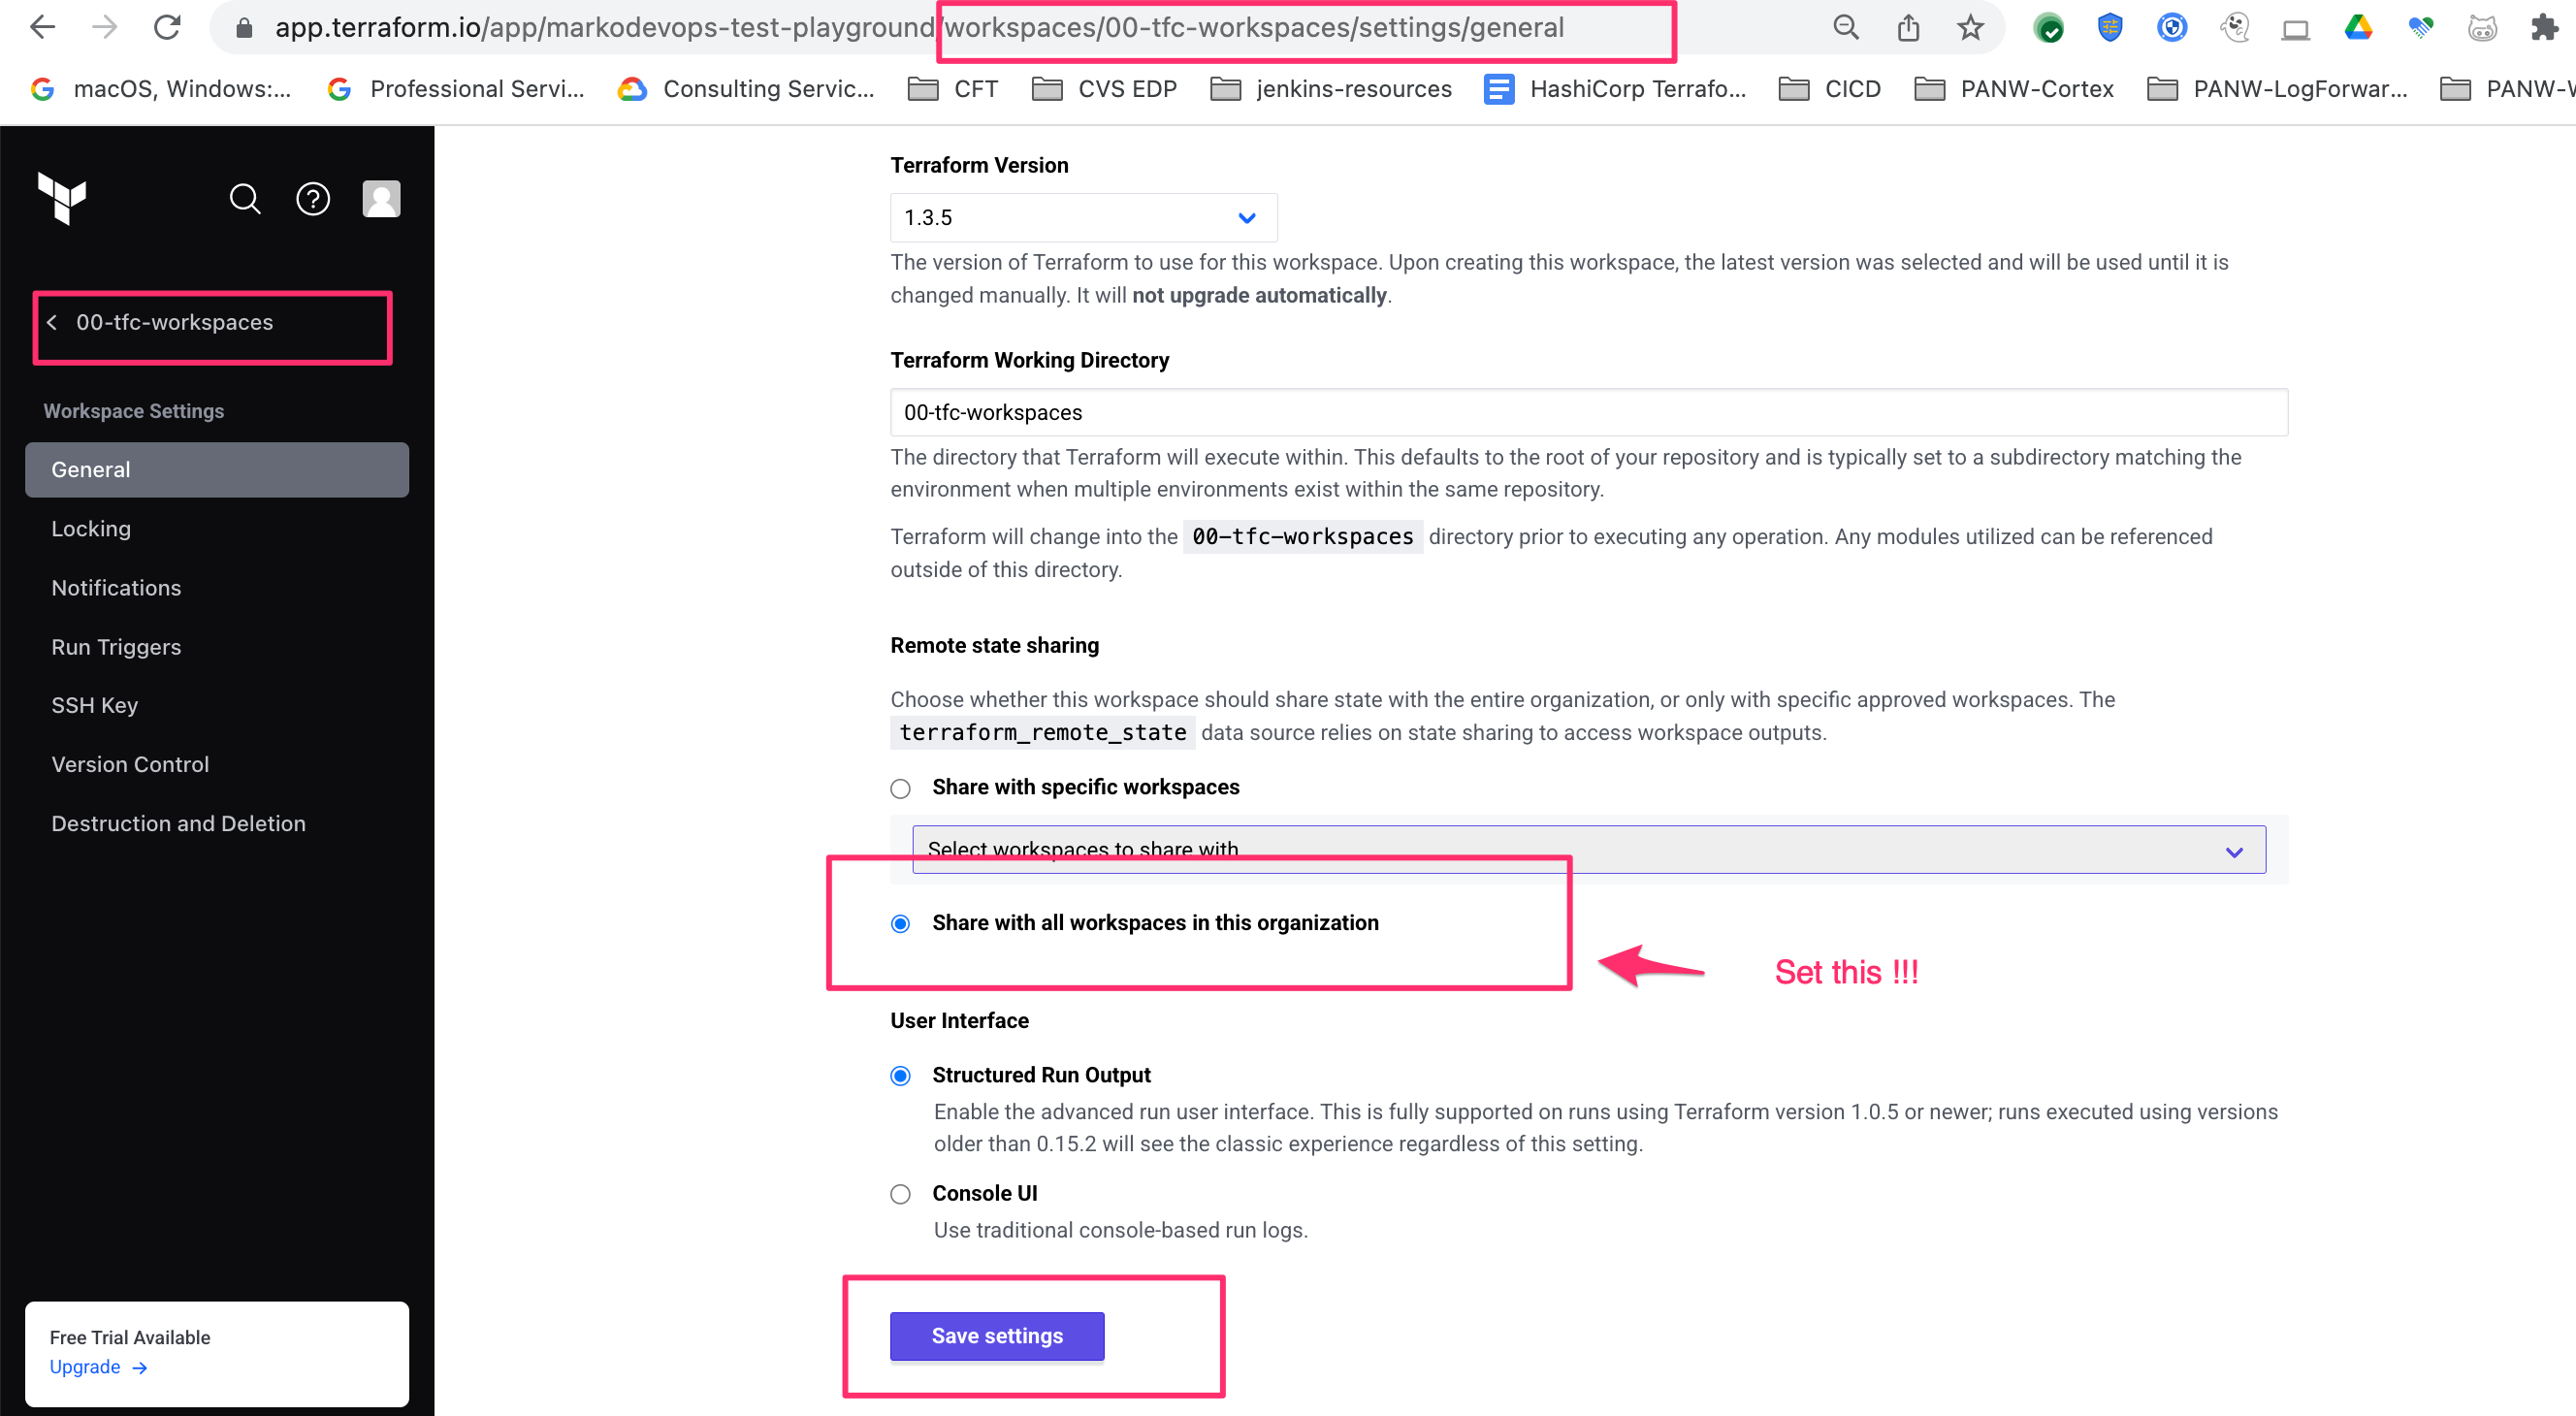 app.terraform.io/app/markodevops-test-playground/workspaces/00-tfc-workspaces/settings/general
macOS, Windows:... Professional Servi... Consulting Servic... CFT CVS EDP jenkins-resources HashiCorp Terrafo... CICD PANW-Cortex PANW-LogForwar... PANW-V
00-tfc-workspaces
Workspace Settings
General
Locking
Notifications
Run Triggers
SSH Key
Version Control
Destruction and Deletion
Free Trial Available
Upgrade →
Terraform Version
1.3.5
The version of Terraform to use for this workspace. Upon creating this workspace, the latest version was selected and will be used until it is
changed manually. It will not upgrade automatically.
Terraform Working Directory
00-tfc-workspaces
The directory that Terraform will execute within. This defaults to the root of your repository and is typically set to a subdirectory matching the
environment when multiple environments exist within the same repository.
Terraform will change into the 00-tfc-workspaces directory prior to executing any operation. Any modules utilized can be referenced
outside of this directory.
Remote state sharing
Choose whether this workspace should share state with the entire organization, or only with specific approved workspaces. The
terraform_remote_state data source relies on state sharing to access workspace outputs.
Share with specific workspaces
Select workspaces to share with
Share with all workspaces in this organization
Set this !!!
User Interface
Structured Run Output
Enable the advanced run user interface. This is fully supported on runs using Terraform version 1.0.5 or newer; runs executed using versions
older than 0.15.2 will see the classic experience regardless of this setting.
Console UI
Use traditional console-based run logs.
Save settings